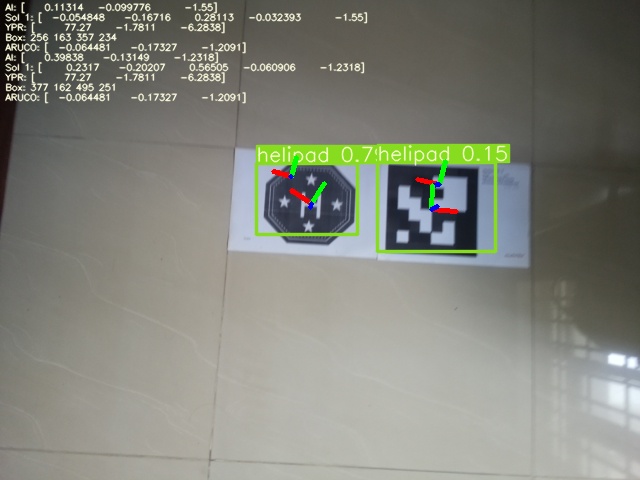 AI: [ 0.11314 -0.099776 -1.55]
Sol 1: [ -0.054848 -0.16716 0.28113 -0.032393 -1.55]
YPR: [ 77.27 -1.7811 -6.2838]
Box: 256 163 357 234
ARUCO: [ -0.064481 -0.17327 -1.2091]
AI: [ 0.39838 -0.13149 -1.2318]
Sol 1: [ 0.2317 -0.20207 0.56505 -0.060906 -1.2318]
YPR: [ 77.27 -1.7811 -6.2838]
Box: 377 162 495 251
ARUCO: [ -0.064481 -0.17327 -1.2091]
helipad 0.7
helipad 0.15
H